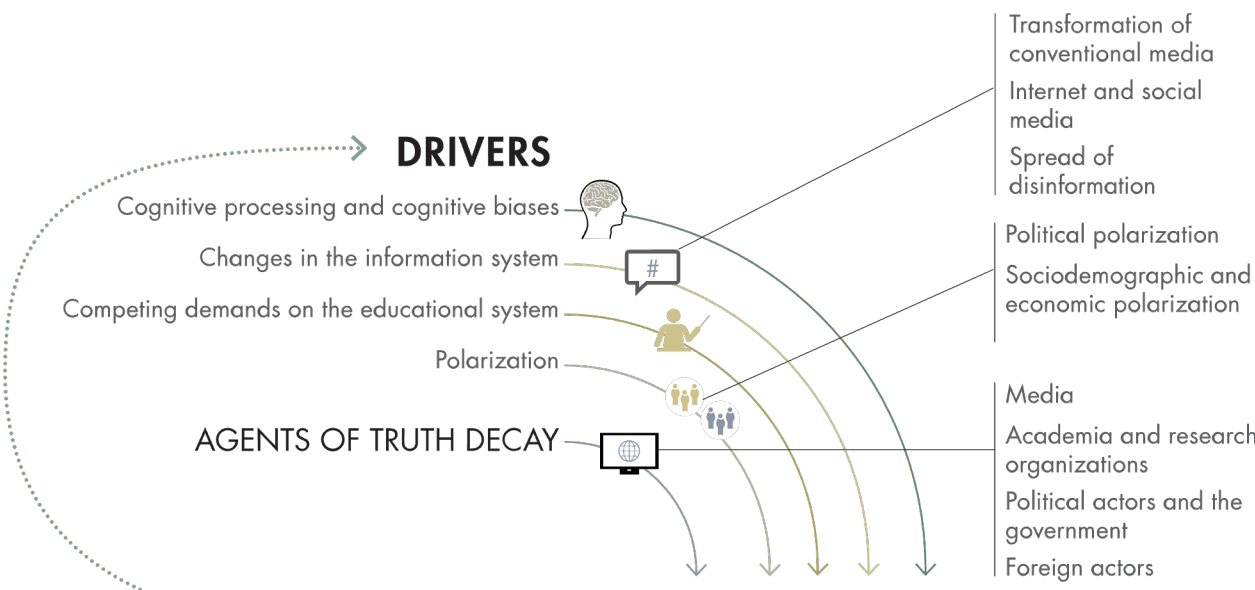 DRIVERS
Cognitive processing and cognitive biases
Changes in the information system
#
Competing demands on the educational system
Polarization
AGENTS OF TRUTH DECAY
Transformation of
conventional media
Internet and social
media
Spread of
disinformation
Political polarization
Sociodemographic and
economic polarization
Media
Academia and research
organizations
Political actors and the
government
Foreign actors